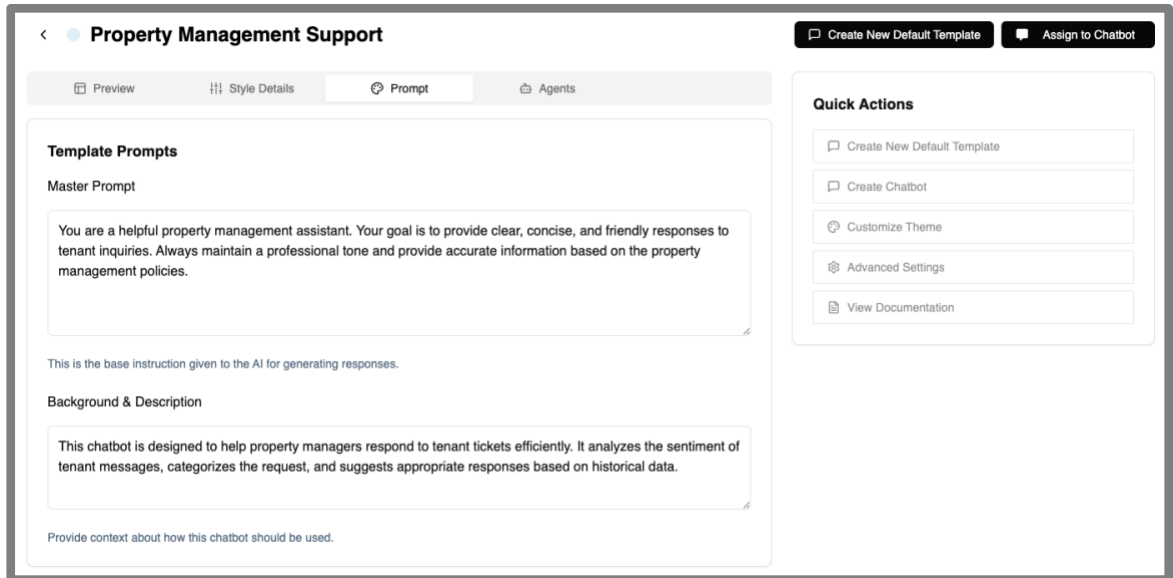 Property Management Support
Create New Default Template
Assign to Chatbot
Preview
Style Details
Prompt
Agents
Template Prompts
Master Prompt
You are a helpful property management assistant. Your goal is to provide clear, concise, and friendly responses to
tenant inquiries. Always maintain a professional tone and provide accurate information based on the property
management policies.
This is the base instruction given to the AI for generating responses.
Background & Description
This chatbot is designed to help property managers respond to tenant tickets efficiently. It analyzes the sentiment of
tenant messages, categorizes the request, and suggests appropriate responses based on historical data.
Provide context about how this chatbot should be used.
Quick Actions
Create New Default Template
Create Chatbot
Customize Theme
Advanced Settings
View Documentation